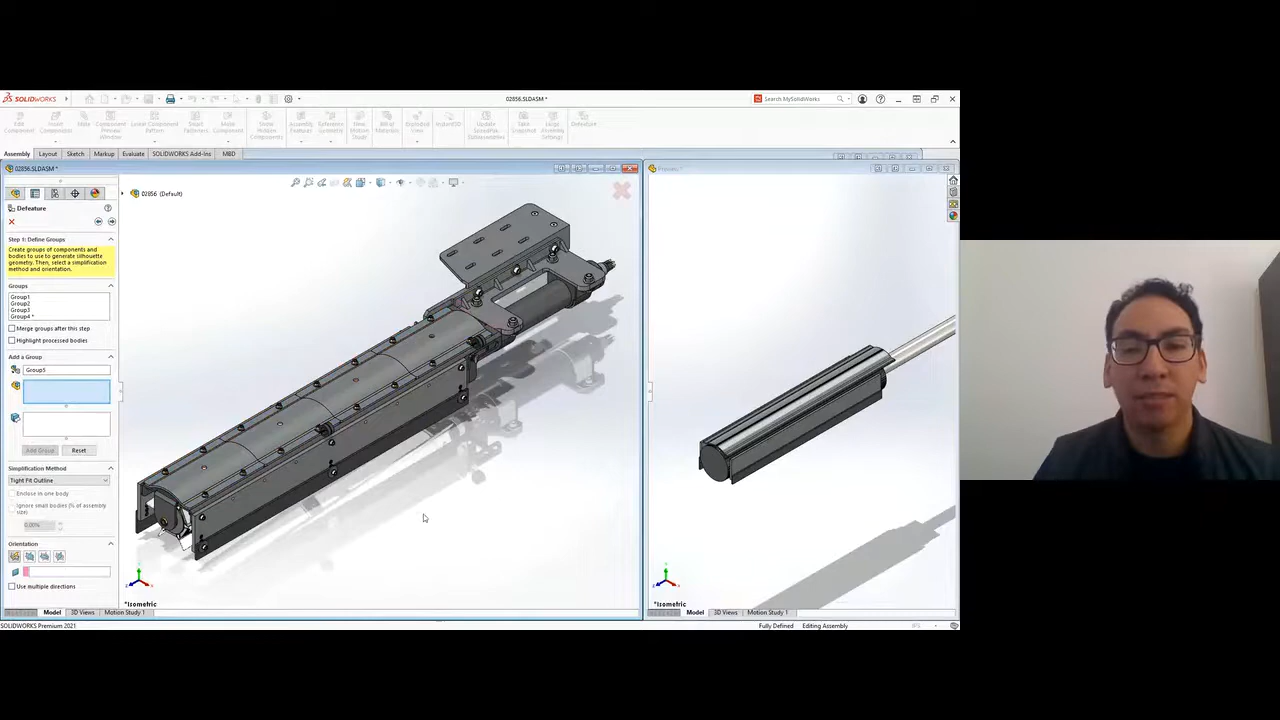 SOLIDWORKS
02856.SLDASM *
Search MySolidWorks
Assembly Layout Sketch Markup Evaluate SOLIDWORKS Add-Ins MBD
02856.SLDASM *
02856 (Default)
Defeature
Step 1: Define Groups
Create groups of components and
bodies to use to generate silhouette
geometry. Then, select a simplification
method and orientation.
Groups
Group1
Group2
Group3
Group4 *
Merge groups after this step
Highlight processed bodies
Add a Group
Group5
Add Group Reset
Simplification Method
Tight Fit Outline
Enclose in one body
Ignore small bodies (% of assembly
size)
0.00%
Orientation
Use multiple directions
*Isometric
*Isometric
Model 3D Views Motion Study 1
Model 3D Views Motion Study 1
SOLIDWORKS Premium 2021
Fully Defined Editing Assembly